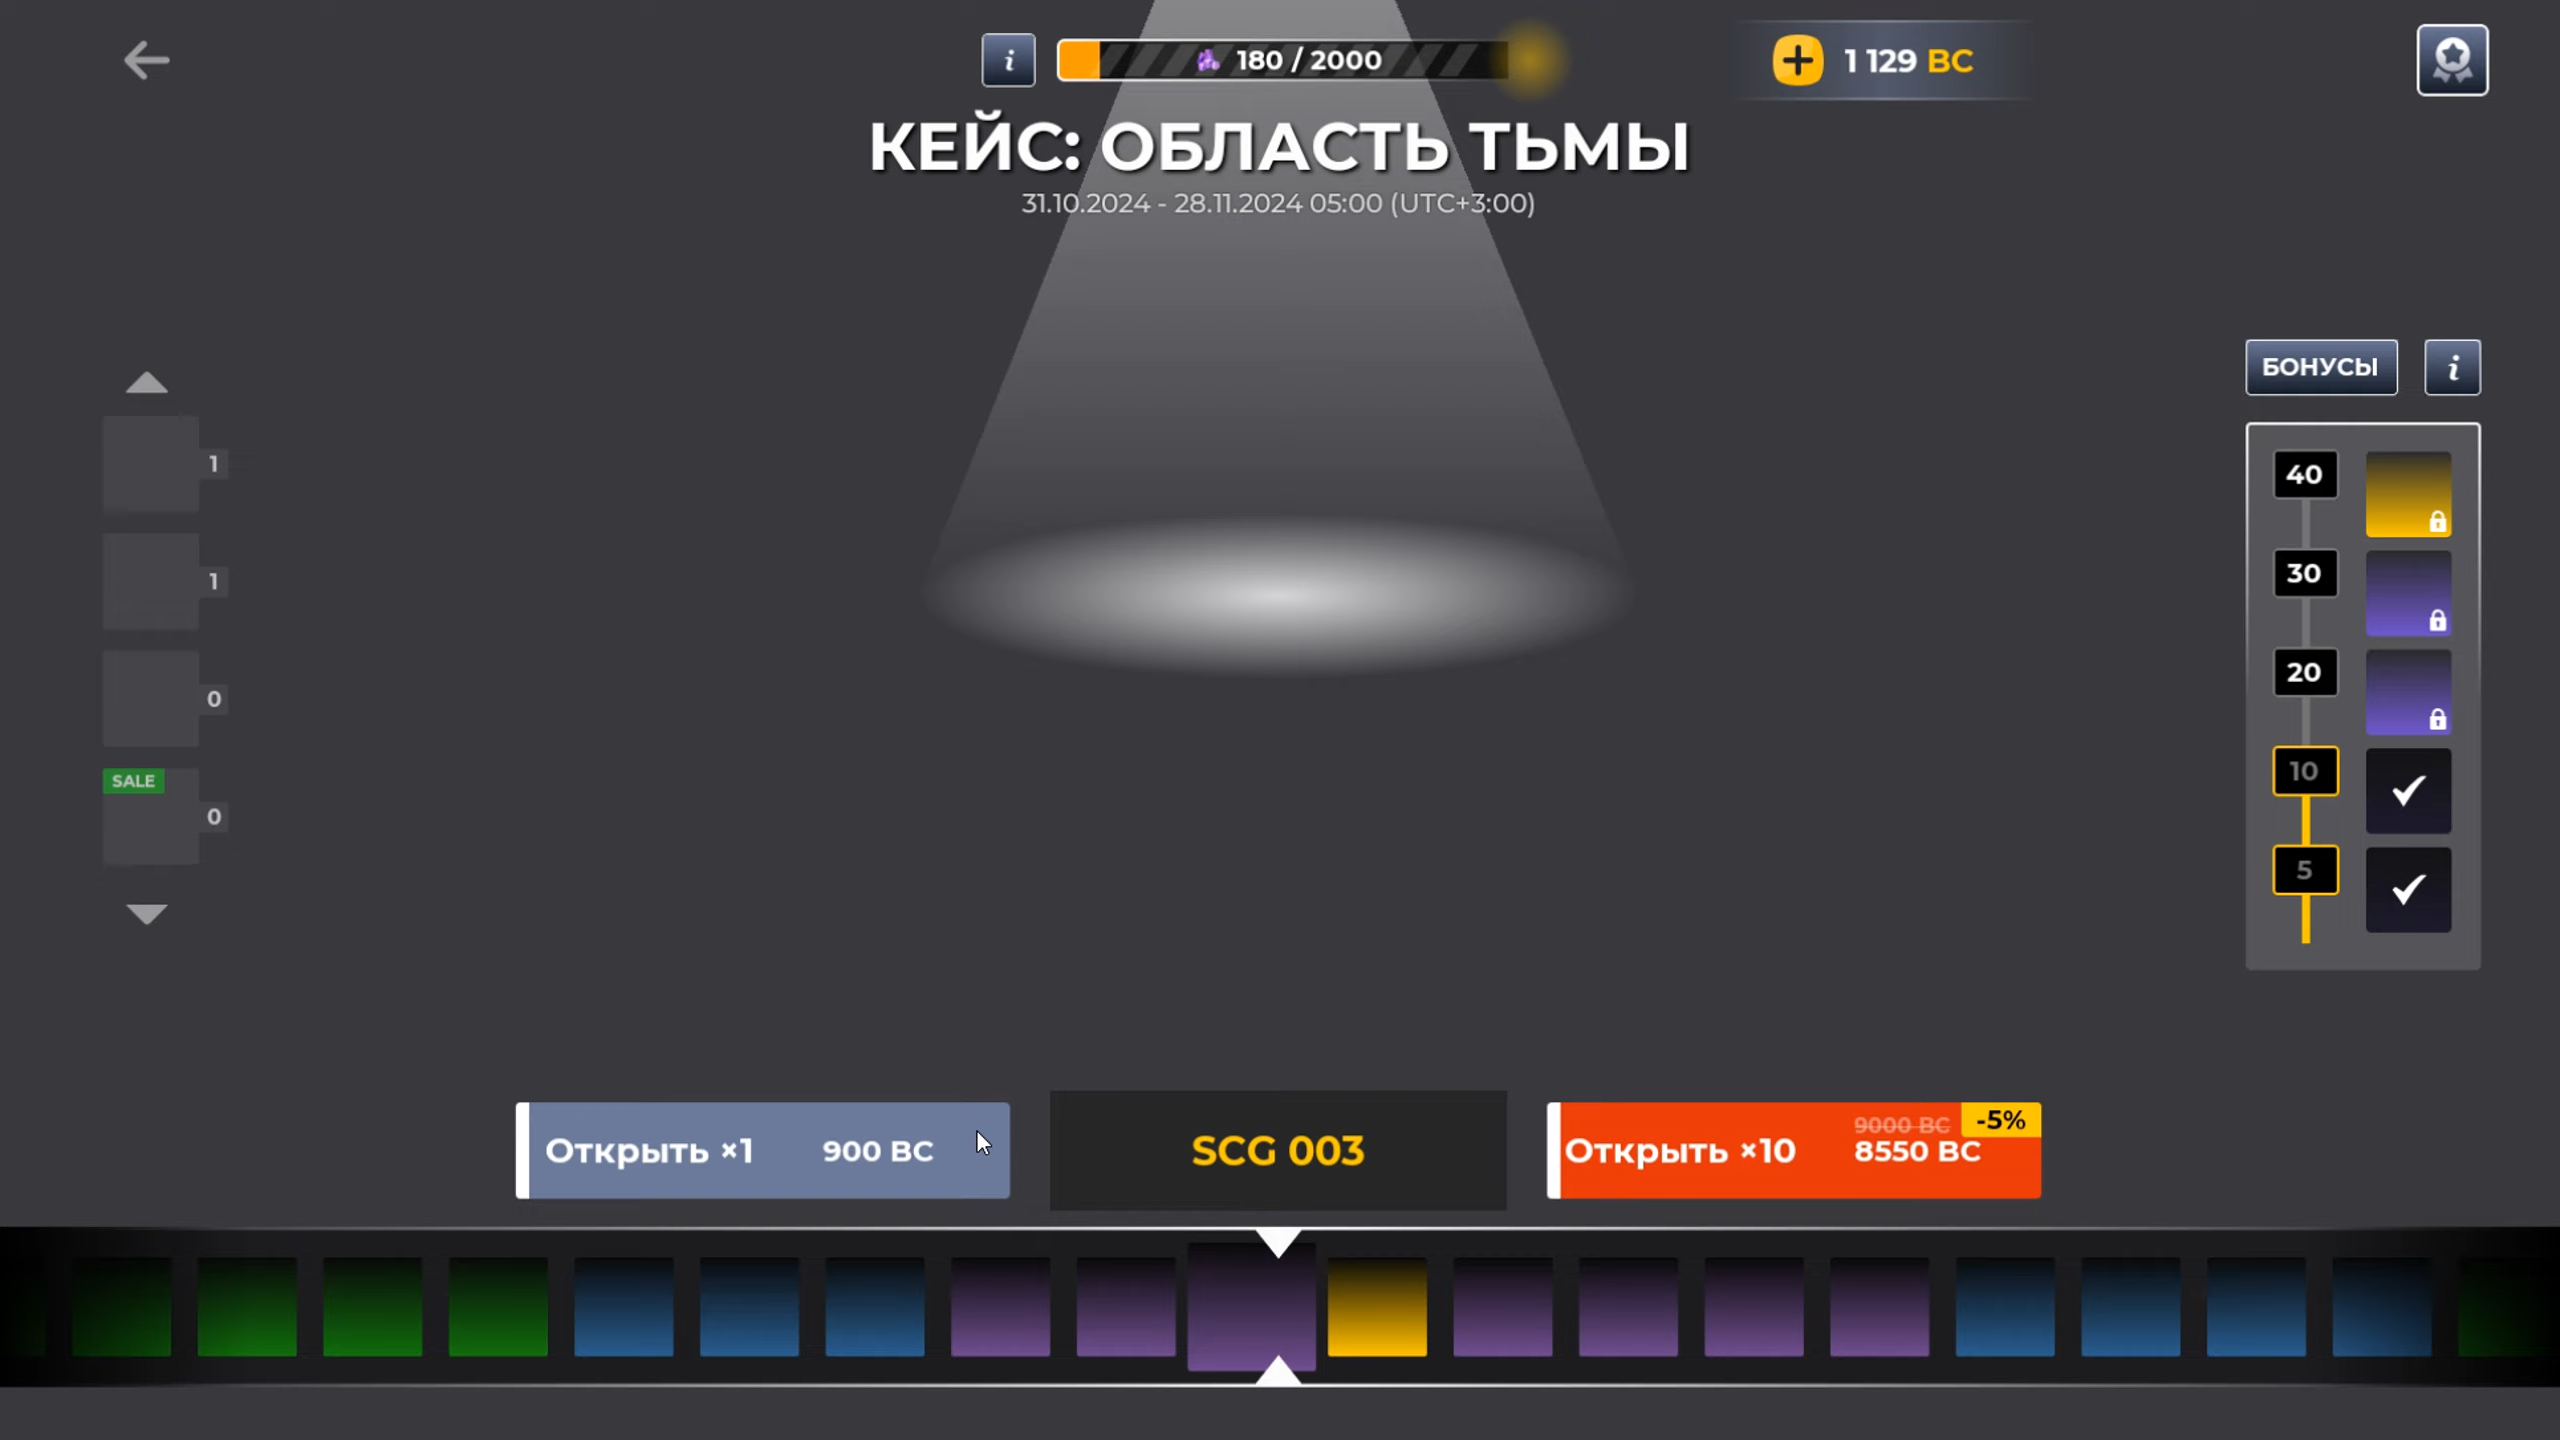 i
180 / 2000
1 129 BC
КЕЙС: ОБЛАСТЬ ТЬМЫ
31.10.2024 - 28.11.2024 05:00 (UTC+3:00)
БОНУСЫ
i
1
1
0
SALE
0
40
30
20
10
5
Открыть ×1 900 BC
SCG 003
Открыть ×10
9000 BC
-5%
8550 BC